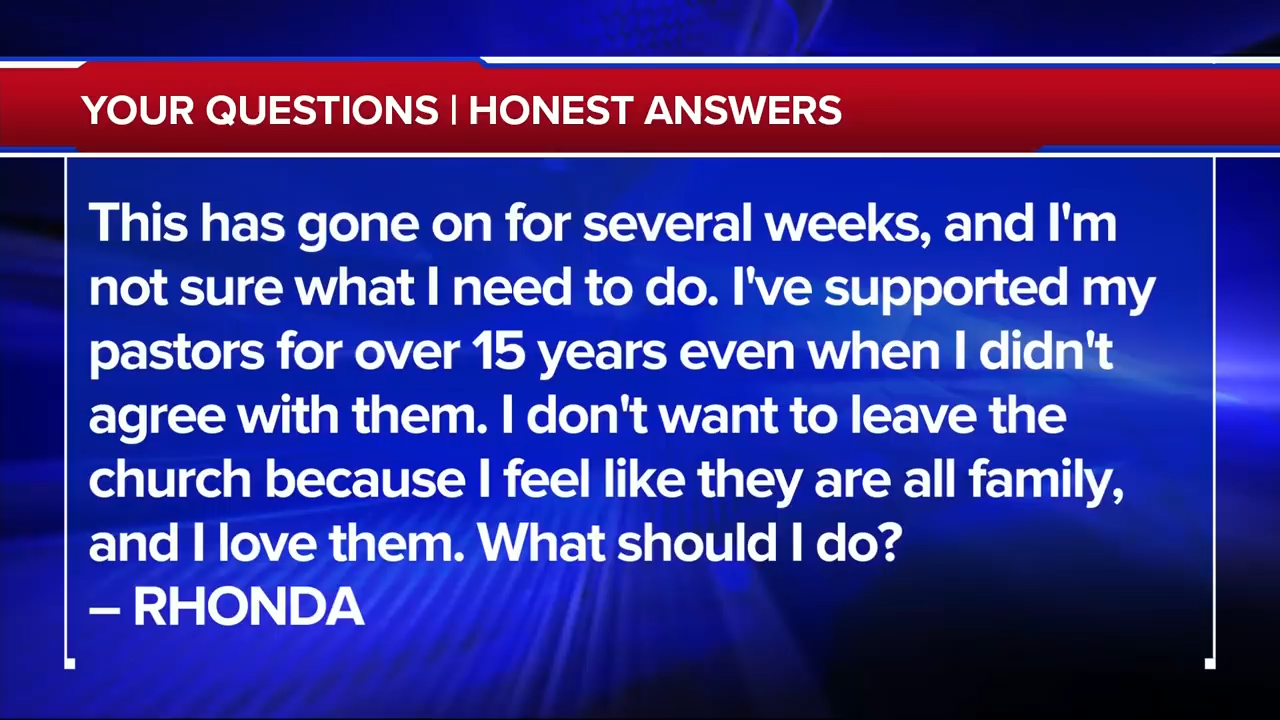 YOUR QUESTIONS | HONEST ANSWERS
This has gone on for several weeks, and I'm
not sure what I need to do. I've supported my
pastors for over 15 years even when I didn't
agree with them. I don't want to leave the
church because I feel like they are all family,
and I love them. What should I do?
– RHONDA